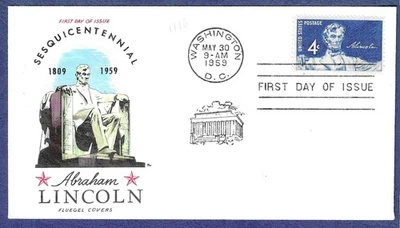 FIRST DAY OF ISSUE
SESQUICENTENNIAL
1809 1959
Abraham
LINCOLN
FLUEGEL COVERS
WASHINGTON
MAY 30
9-AM
1959
D.C.
UNITED STATES
POSTAGE
4¢
A. Lincoln
FIRST DAY OF ISSUE